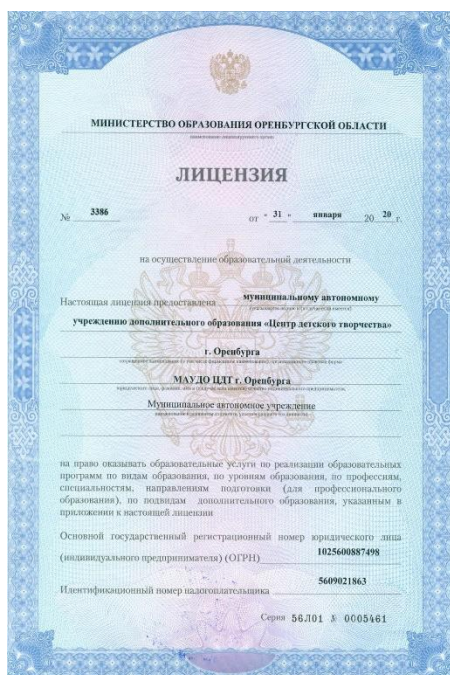 МИНИСТЕРСТВО ОБРАЗОВАНИЯ ОРЕНБУРГСКОЙ ОБЛАСТИ
наименование лицензирующего органа
ЛИЦЕНЗИЯ
№ 3386 от « 31 » января 20 20 г.
на осуществление образовательной деятельности
Настоящая лицензия предоставлена муниципальному автономному
учреждению дополнительного образования «Центр детского творчества»
г. Оренбурга
МАУДО ЦДТ г. Оренбурга
Муниципальное автономное учреждение
на право оказывать образовательные услуги по реализации образовательных
программ по видам образования, по уровням образования, по профессиям,
специальностям, направлениям подготовки (для профессионального
образования), по подвидам дополнительного образования, указанным в
приложении к настоящей лицензии
Основной государственный регистрационный номер юридического лица
(индивидуального предпринимателя) (ОГРН) 1025600887498
Идентификационный номер налогоплательщика 5609021863
Серия 56Л01 № 0005461